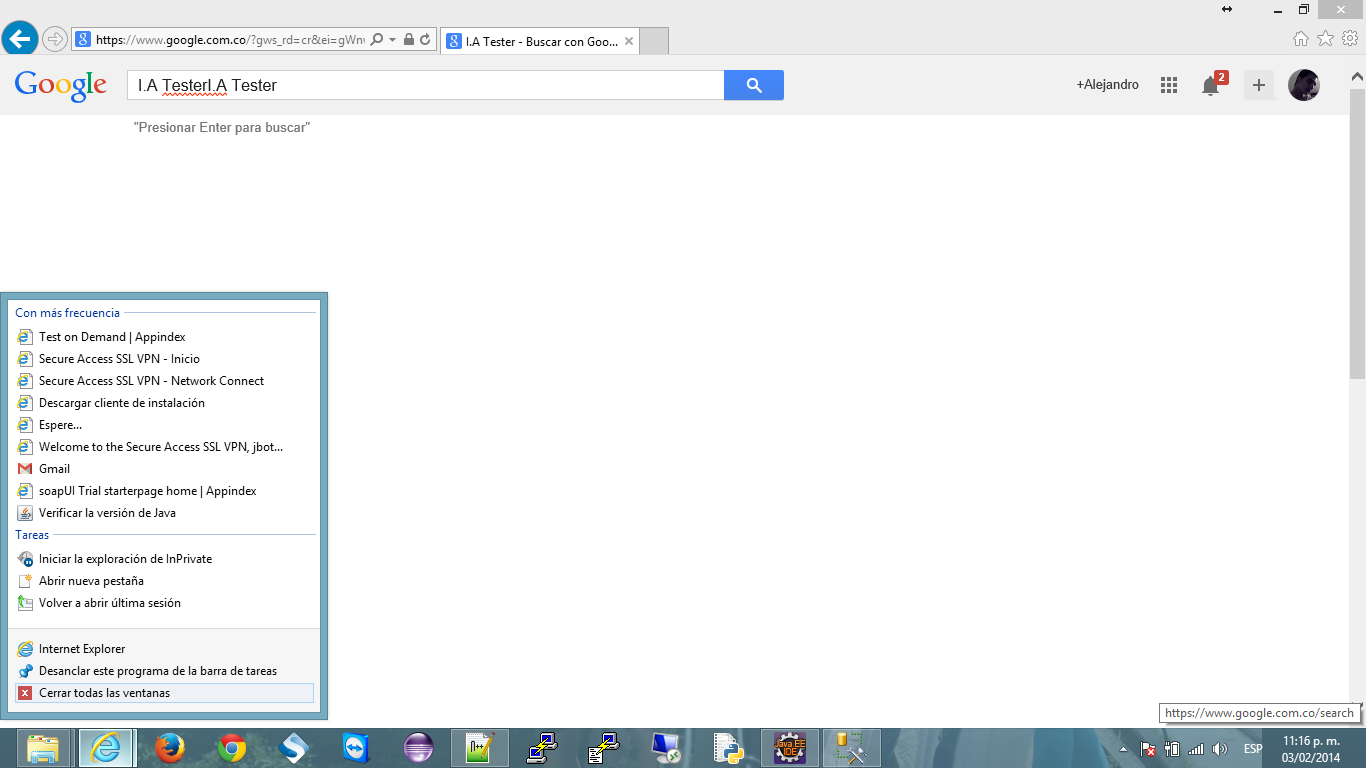 https://www.google.com.co/?gws_rd=cr&ei=gWn
I.A Tester - Buscar con Goo...
Google
I.A TesterI.A Tester
+Alejandro
2
"Presionar Enter para buscar"
Con más frecuencia
Test on Demand | Appindex
Secure Access SSL VPN - Inicio
Secure Access SSL VPN - Network Connect
Descargar cliente de instalación
Espere...
Welcome to the Secure Access SSL VPN, jbot...
Gmail
soapUI Trial starterpage home | Appindex
Verificar la versión de Java
Tareas
Iniciar la exploración de InPrivate
Abrir nueva pestaña
Volver a abrir última sesión
Internet Explorer
Desanclar este programa de la barra de tareas
Cerrar todas las ventanas
https://www.google.com.co/search
Java EE
IDE
ESP
11:16 p. m.
03/02/2014